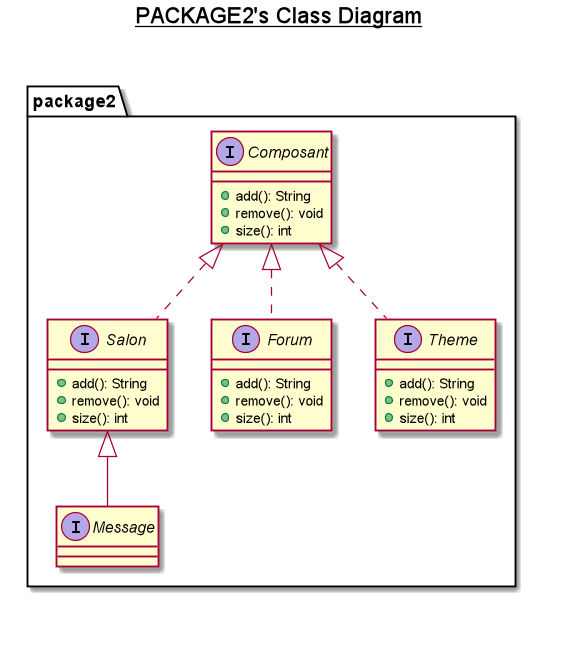 PACKAGE2's Class Diagram
package2
I Composant
add(): String
remove(): void
size(): int
I Salon
add(): String
remove(): void
size(): int
I Forum
add(): String
remove(): void
size(): int
I Theme
add(): String
remove(): void
size(): int
I Message